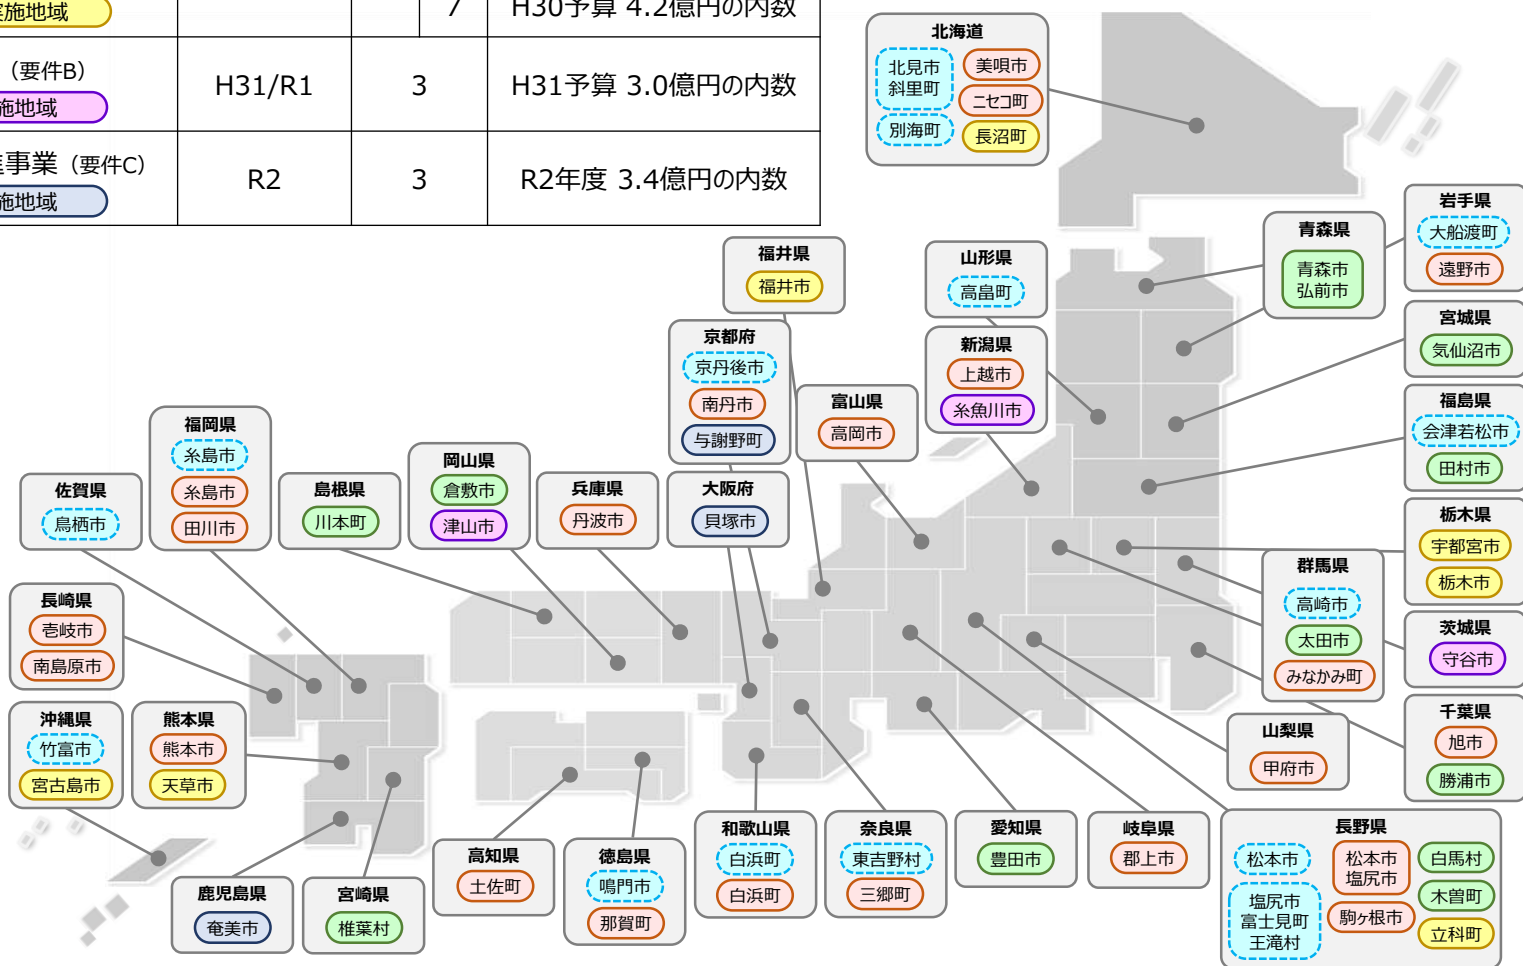 実施地域
7
H30予算 4.2億円の内数
（要件B）
施地域
H31/R1
3
H31予算 3.0億円の内数
進事業（要件C）
施地域
R2
3
R2年度 3.4億円の内数
北海道
北見市
斜里町
別海町
美唄市
ニセコ町
長沼町
岩手県
大船渡町
遠野市
青森県
青森市
弘前市
宮城県
気仙沼市
山形県
高畠町
福井県
福井市
新潟県
上越市
糸魚川市
福島県
会津若松市
田村市
京都府
京丹後市
南丹市
与謝野町
富山県
高岡市
福岡県
糸島市
糸島市
田川市
岡山県
倉敷市
津山市
佐賀県
鳥栖市
島根県
川本町
兵庫県
丹波市
大阪府
貝塚市
栃木県
宇都宮市
栃木市
群馬県
高崎市
太田市
みなかみ町
長崎県
壱岐市
南島原市
茨城県
守谷市
沖縄県
竹富市
宮古島市
熊本県
熊本市
天草市
千葉県
旭市
勝浦市
山梨県
甲府市
高知県
土佐町
徳島県
鳴門市
那賀町
和歌山県
白浜町
白浜町
奈良県
東吉野村
三郷町
愛知県
豊田市
岐阜県
郡上市
長野県
松本市
塩尻市
富士見町
王滝村
松本市
塩尻市
駒ヶ根市
白馬村
木曽町
立科町
鹿児島県
奄美市
宮崎県
椎葉村